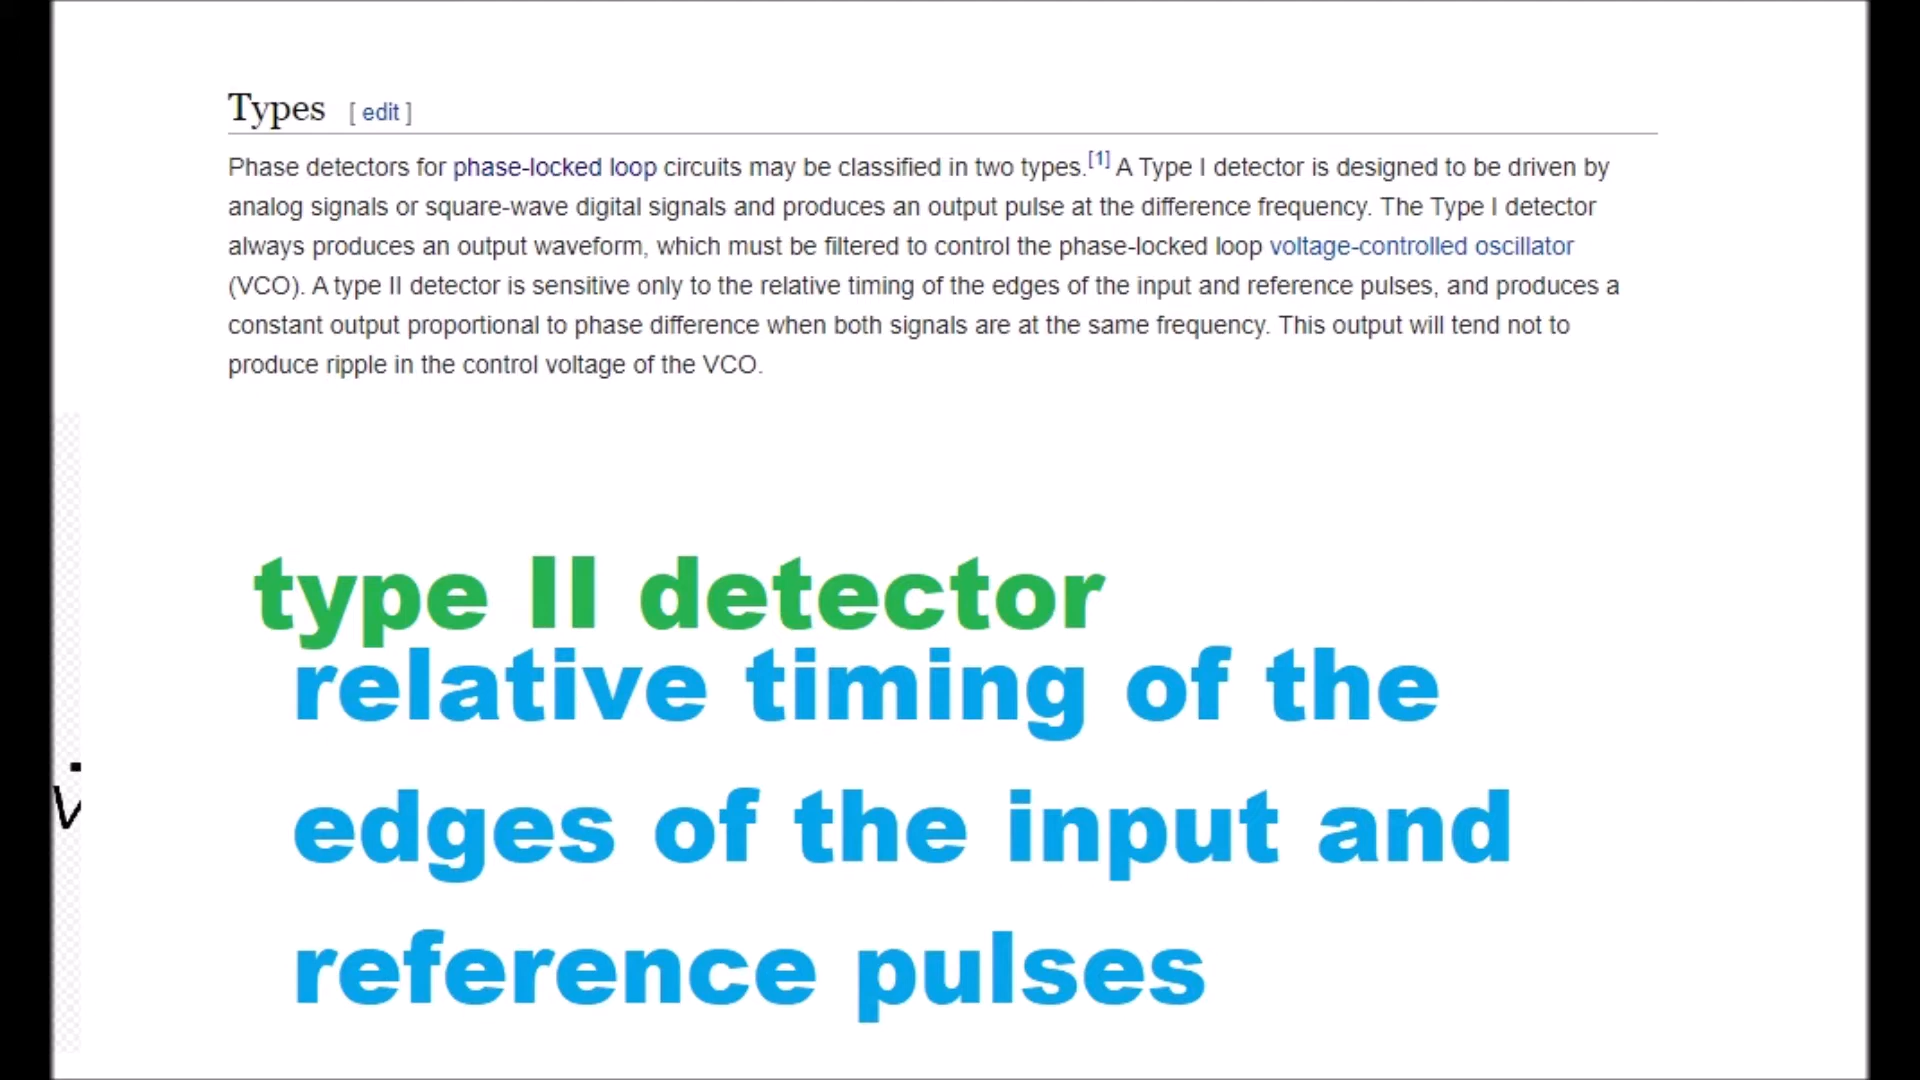 Types [ edit ]
Phase detectors for phase-locked loop circuits may be classified in two types.[1] A Type I detector is designed to be driven by
analog signals or square-wave digital signals and produces an output pulse at the difference frequency. The Type I detector
always produces an output waveform, which must be filtered to control the phase-locked loop voltage-controlled oscillator
(VCO). A type II detector is sensitive only to the relative timing of the edges of the input and reference pulses, and produces a
constant output proportional to phase difference when both signals are at the same frequency. This output will tend not to
produce ripple in the control voltage of the VCO.
type II detector
relative timing of the
edges of the input and
reference pulses